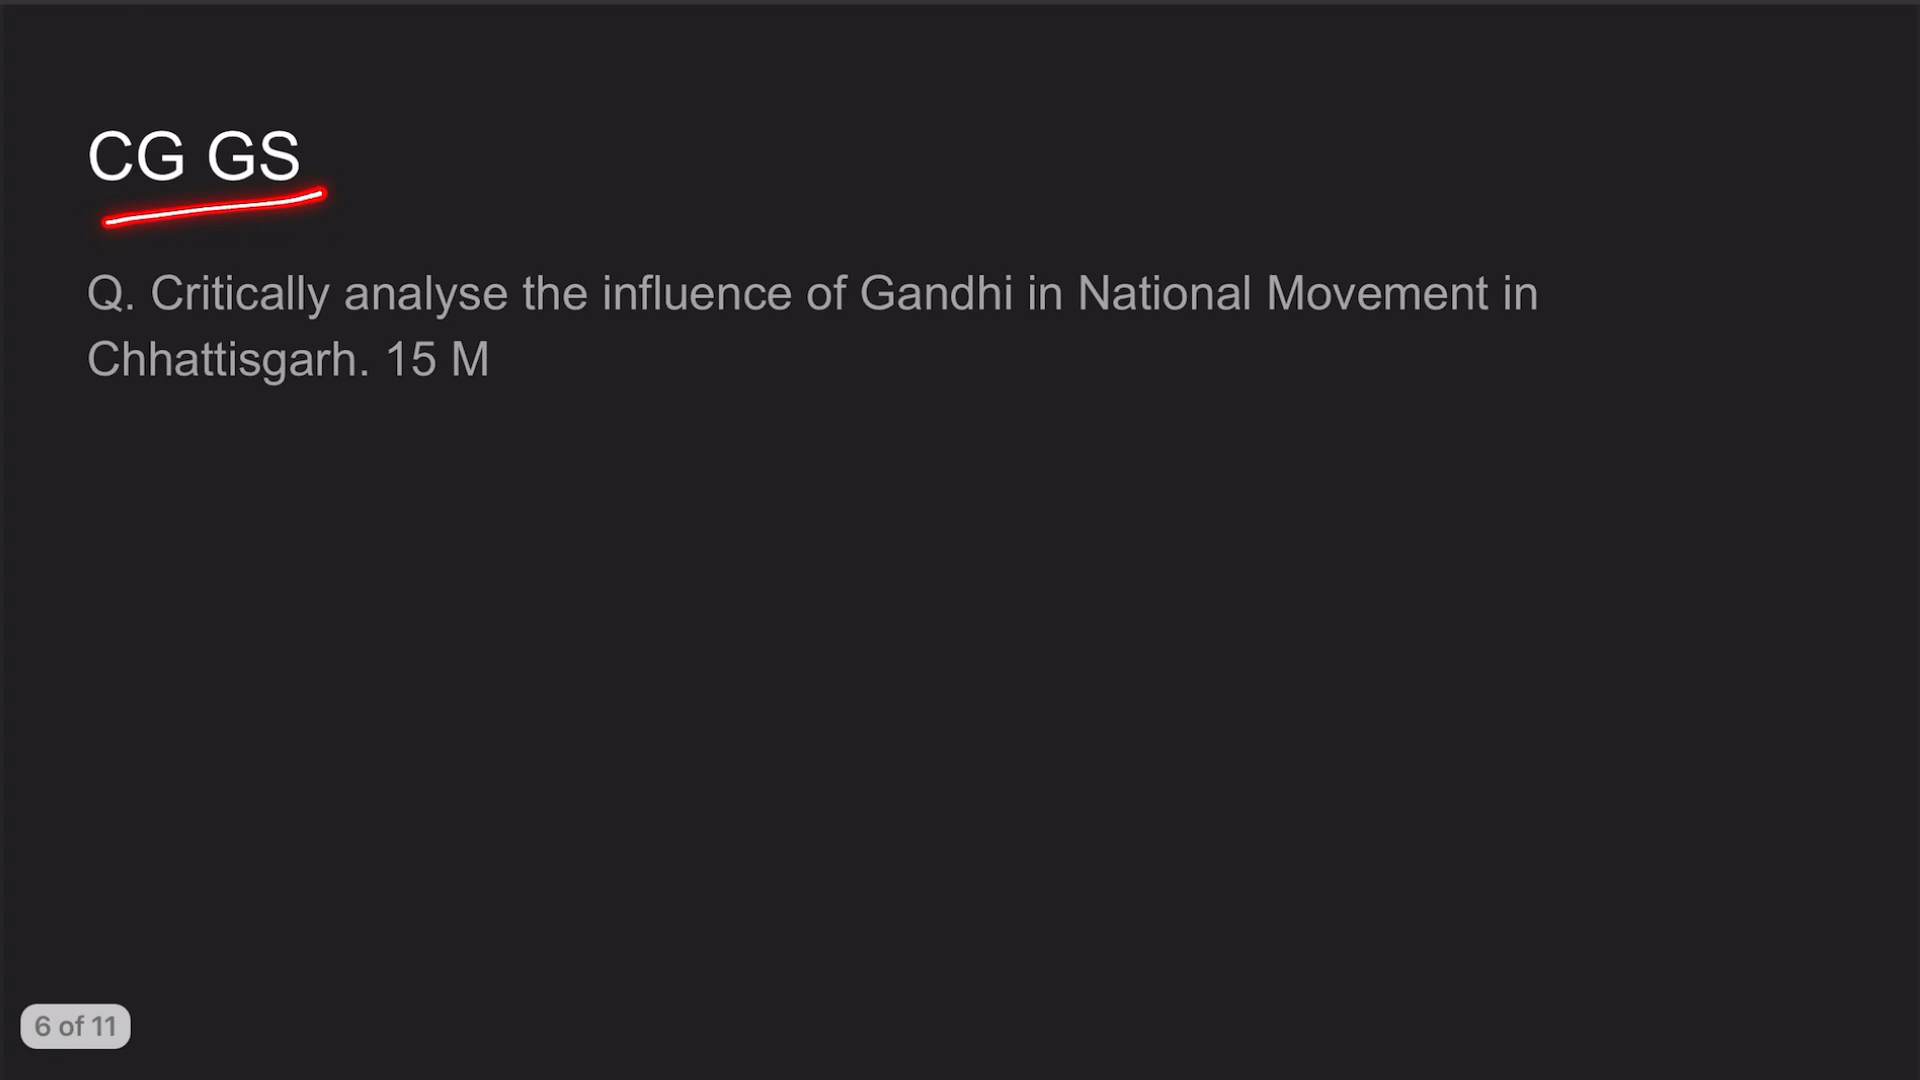 CG GS
Q. Critically analyse the influence of Gandhi in National Movement in
Chhattisgarh. 15 M
6 of 11